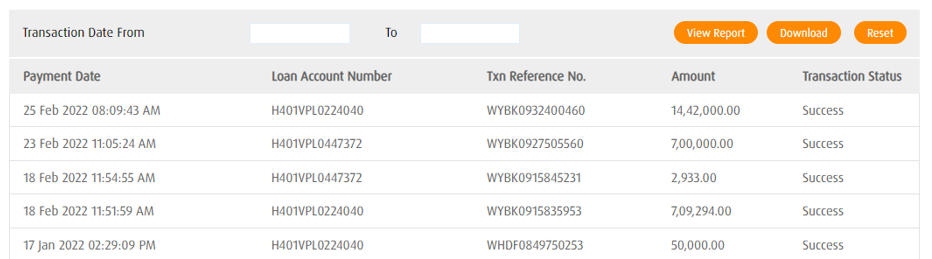 Transaction Date From To View Report Download Reset
Payment Date Loan Account Number Txn Reference No. Amount Transaction Status
25 Feb 2022 08:09:43 AM H401VPL0224040 WYBK0932400460 14,42,000.00 Success
23 Feb 2022 11:05:24 AM H401VPL0447372 WYBK0927505560 7,00,000.00 Success
18 Feb 2022 11:54:55 AM H401VPL0447372 WYBK0915845231 2,933.00 Success
18 Feb 2022 11:51:59 AM H401VPL0224040 WYBK0915835953 7,09,294.00 Success
17 Jan 2022 02:29:09 PM H401VPL0224040 WHDF0849750253 50,000.00 Success